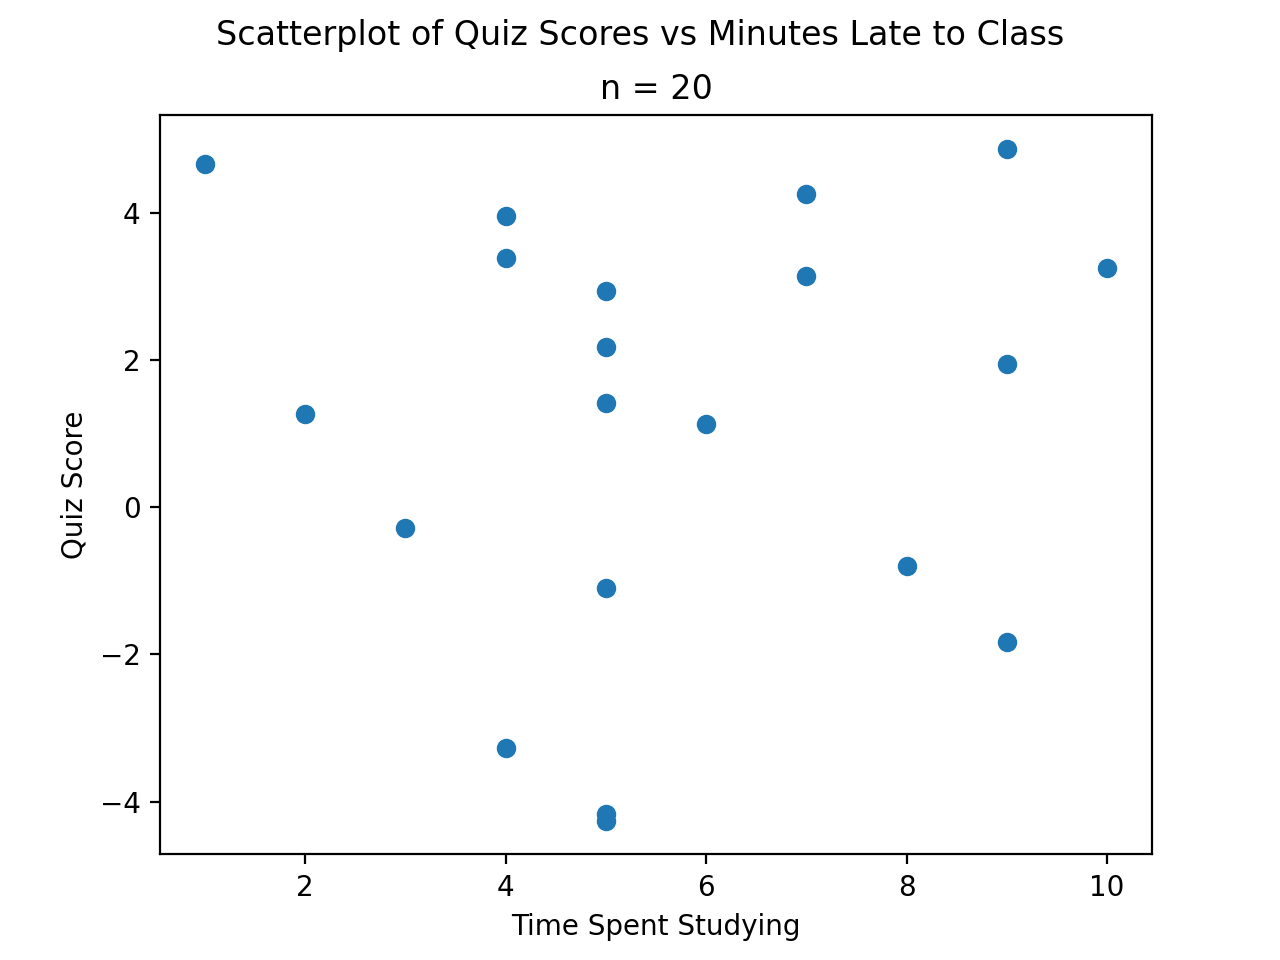 Scatterplot of Quiz Scores vs Minutes Late to Class
n = 20
4
2
0
−2
−4
Quiz Score
2 4 6 8 10
Time Spent Studying